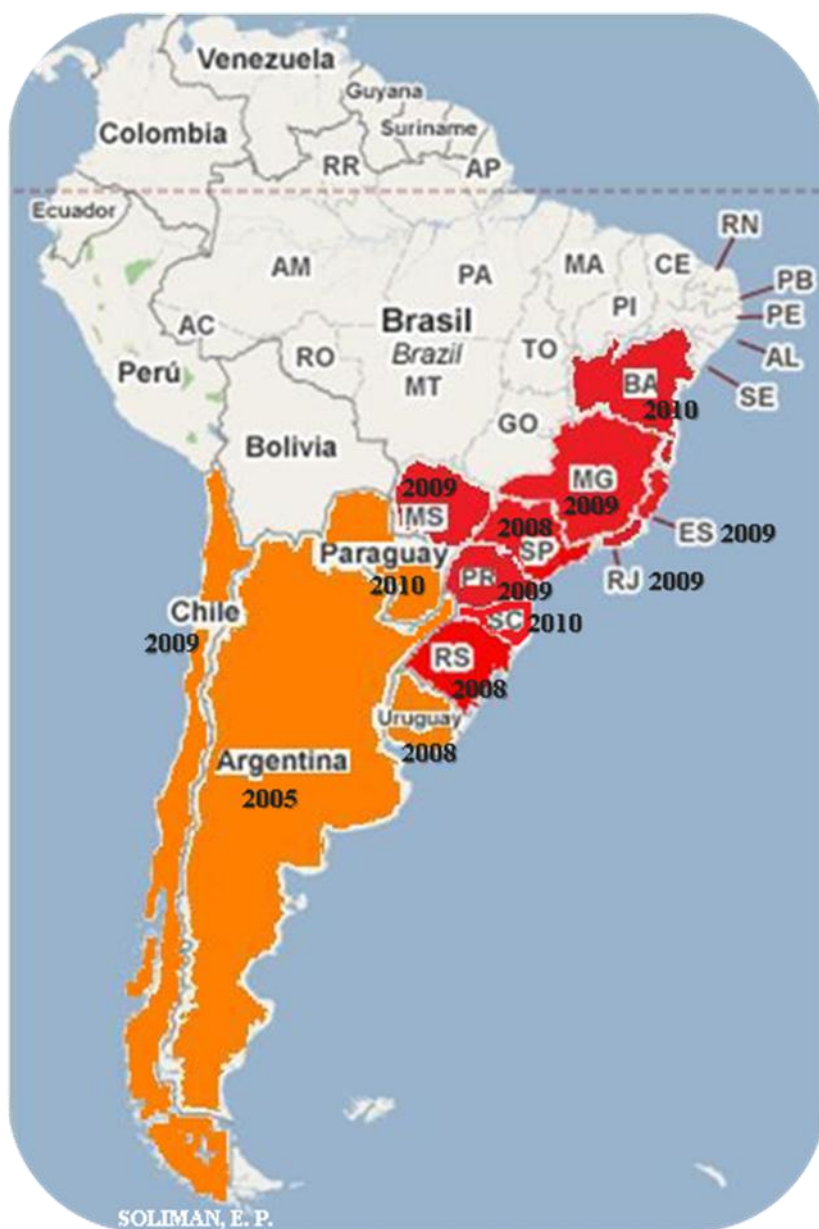 Venezuela
Guyana
Colombia
Suriname
RR
AP
Ecuador
RN
AM
PA
MA
CE
PB
PI
PE
Brasil
AC
Brazil
TO
AL
RO
Perú
MT
BA
SE
2010
GO
Bolivia
MG
2009
2009
MS
2008
ES 2009
SP
Paraguay
2010
PR
2009
RJ 2009
Chile
2009
SC
2010
RS
2008
Uruguay
2008
Argentina
2005
SOLIMAN, E. P.